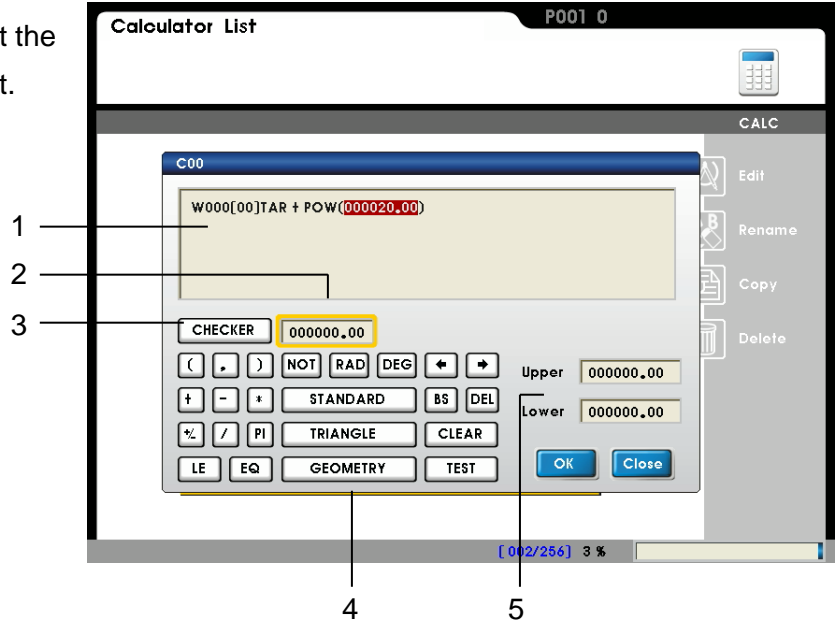 t the
t.
P001 0
Calculator List
CALC
C00
Edit
W000[00]TAR + POW(000020.00)
Rename
Copy
Delete
CHECKER 000000.00
( , ) NOT RAD DEG ← →
Upper 000000.00
+ - * STANDARD BS DEL
Lower 000000.00
+/- / PI TRIANGLE CLEAR
LE EQ GEOMETRY TEST
OK Close
[002/256] 3 %
1
2
3
4
5